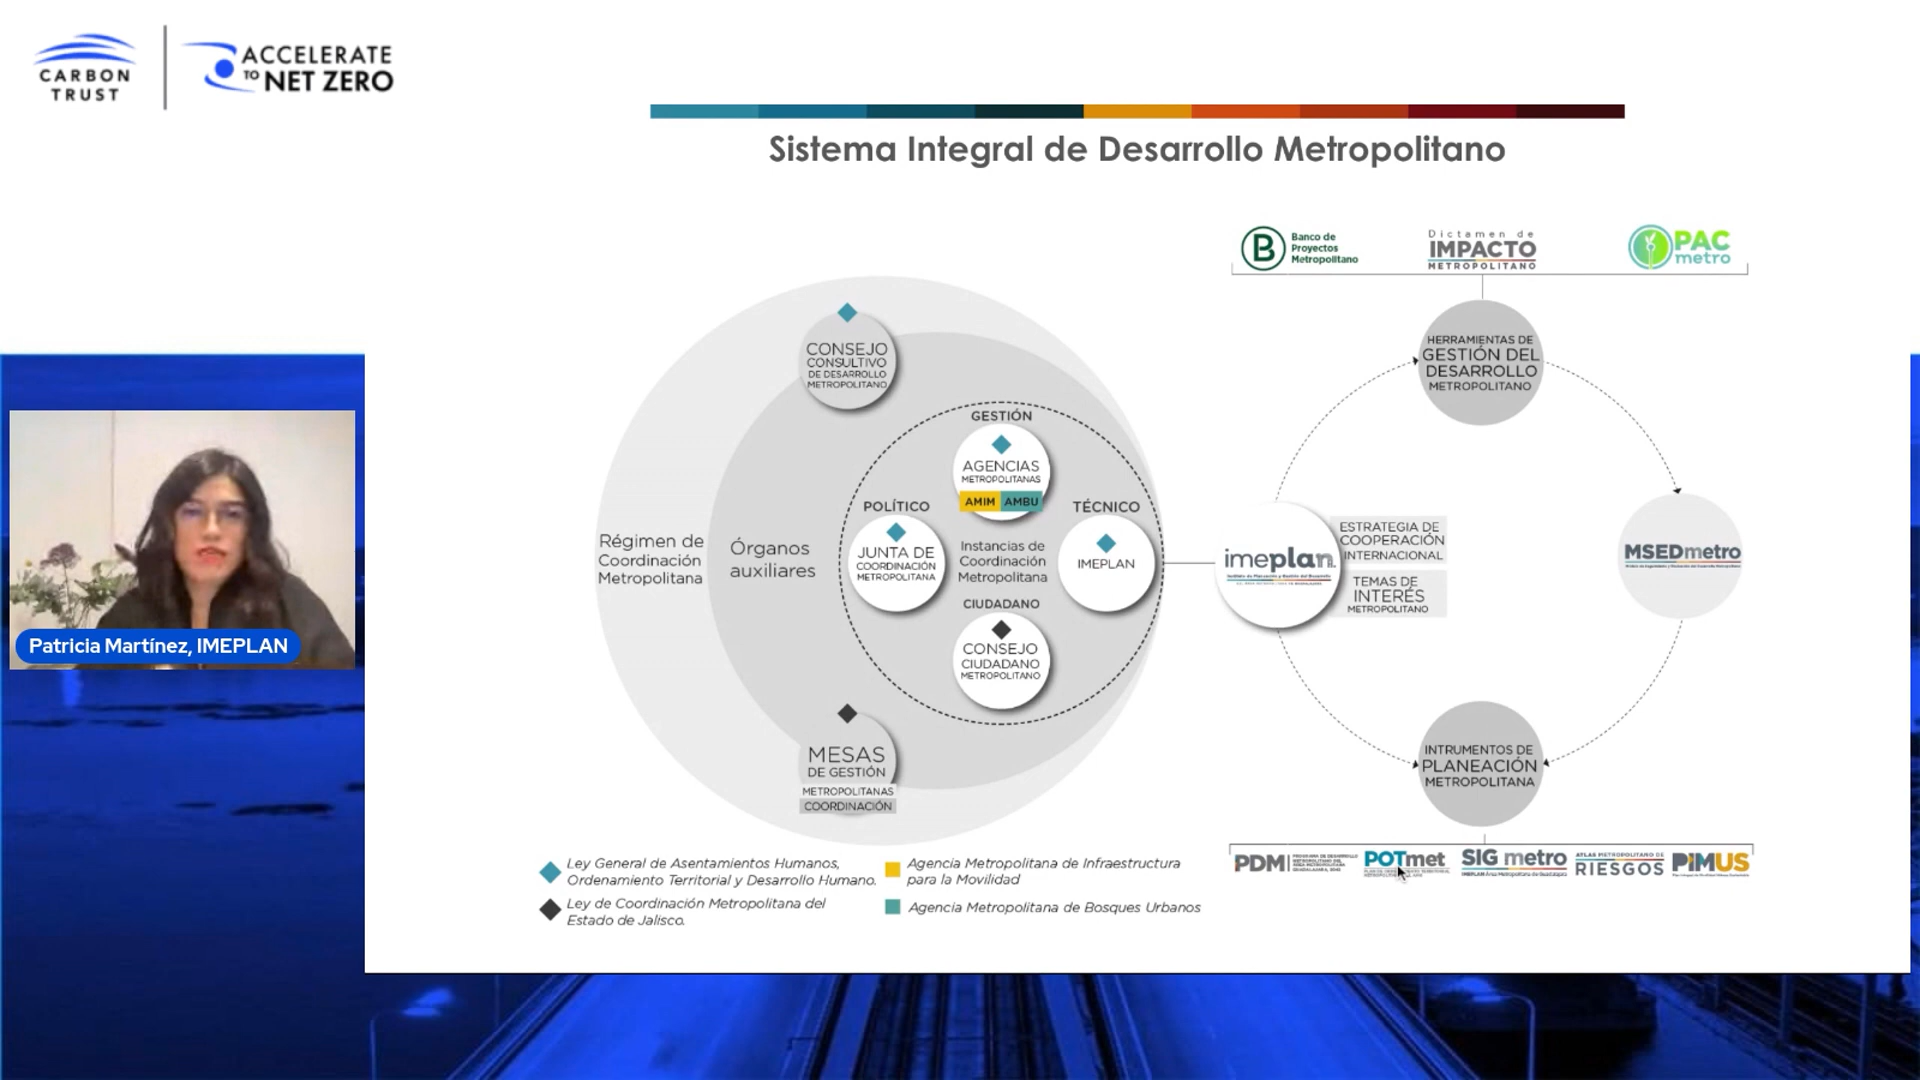 CARBON
TRUST
ACCELERATE
TO NET ZERO
Sistema Integral de Desarrollo Metropolitano
B
Banco de
Proyectos
Metropolitano
Dictamen de
IMPACTO
METROPOLITANO
PAC
metro
CONSEJO
CONSULTIVO
DE DESARROLLO
METROPOLITANO
HERRAMIENTAS DE
GESTIÓN DEL
DESARROLLO
METROPOLITANO
GESTIÓN
AGENCIAS
METROPOLITANAS
AMIM AMBU
POLÍTICO
JUNTA DE
COORDINACIÓN
METROPOLITANA
TÉCNICO
IMEPLAN
Régimen de
Coordinación
Metropolitana
Órganos
auxiliares
Instancias de
Coordinación
Metropolitana
CIUDADANO
CONSEJO
CIUDADANO
METROPOLITANO
imeplan
ESTRATEGIA DE
COOPERACIÓN
INTERNACIONAL
TEMAS DE
INTERÉS
METROPOLITANO
MSEDmetro
Patricia Martínez, IMEPLAN
MESAS
DE GESTIÓN
METROPOLITANAS
COORDINACIÓN
INTRUMENTOS DE
PLANEACIÓN
METROPOLITANA
PDM
POTmet
SIG metro
ATLAS METROPOLITANO DE
RIESGOS
PIMUS
Ley General de Asentamientos Humanos,
Ordenamiento Territorial y Desarrollo Humano.
Ley de Coordinación Metropolitana del
Estado de Jalisco.
Agencia Metropolitana de Infraestructura
para la Movilidad
Agencia Metropolitana de Bosques Urbanos